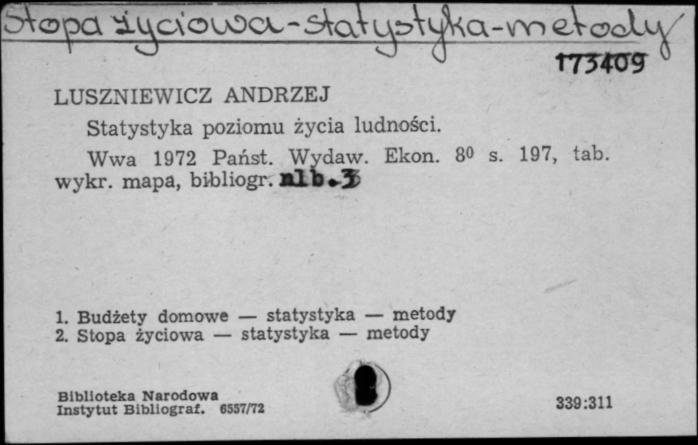 Stopa życiowa-statystyka-metody
173409
LUSZNIEWICZ ANDRZEJ
Statystyka poziomu życia ludności.
Wwa 1972 Państ. Wydaw. Ekon. 8⁰ s. 197, tab.
wykr. mapa, bibliogr. nlb.3
1. Budżety domowe — statystyka — metody
2. Stopa życiowa — statystyka — metody
Biblioteka Narodowa
Instytut Bibliograf. 6557/72
339:311